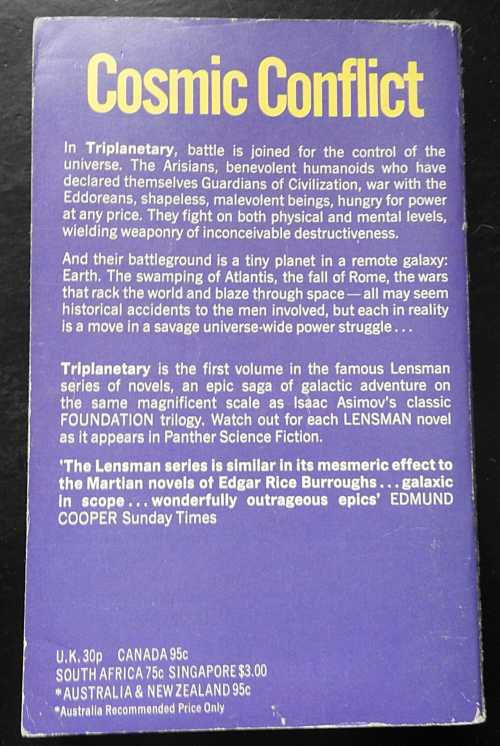 Cosmic Conflict
In Triplanetary, battle is joined for the control of the
universe. The Arisians, benevolent humanoids who have
declared themselves Guardians of Civilization, war with the
Eddoreans, shapeless, malevolent beings, hungry for power
at any price. They fight on both physical and mental levels,
wielding weaponry of inconceivable destructiveness.
And their battleground is a tiny planet in a remote galaxy:
Earth. The swamping of Atlantis, the fall of Rome, the wars
that rack the world and blaze through space—all may seem
historical accidents to the men involved, but each in reality
is a move in a savage universe-wide power struggle...
Triplanetary is the first volume in the famous Lensman
series of novels, an epic saga of galactic adventure on
the same magnificent scale as Isaac Asimov's classic
FOUNDATION trilogy. Watch out for each LENSMAN novel
as it appears in Panther Science Fiction.
'The Lensman series is similar in its mesmeric effect to
the Martian novels of Edgar Rice Burroughs...galaxic
in scope...wonderfully outrageous epics' EDMUND
COOPER Sunday Times
U.K. 30p CANADA 95c
SOUTH AFRICA 75c SINGAPORE $3.00
*AUSTRALIA & NEW ZEALAND 95c
*Australia Recommended Price Only